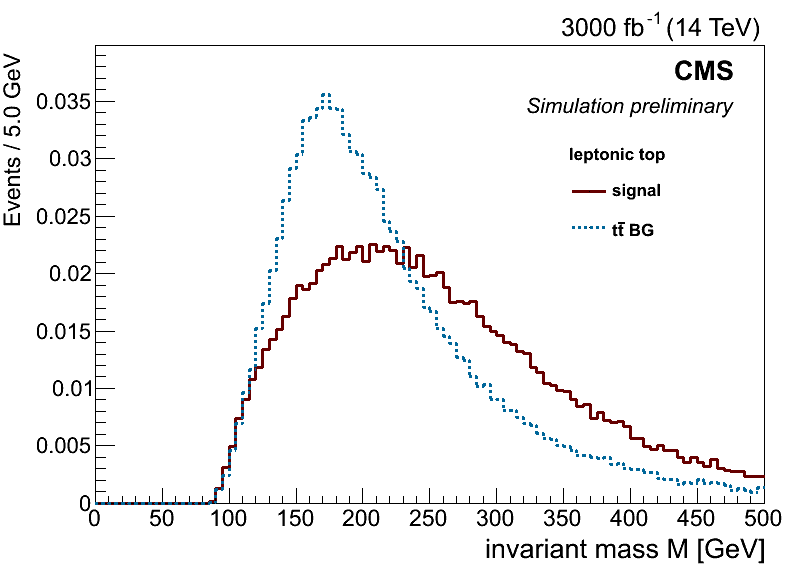 3000 fb⁻¹ (14 TeV)
CMS
Simulation preliminary
leptonic top
signal
tt̄ BG
Events / 5.0 GeV
0.035
0.03
0.025
0.02
0.015
0.01
0.005
0
0 50 100 150 200 250 300 350 400 450 500
invariant mass M [GeV]